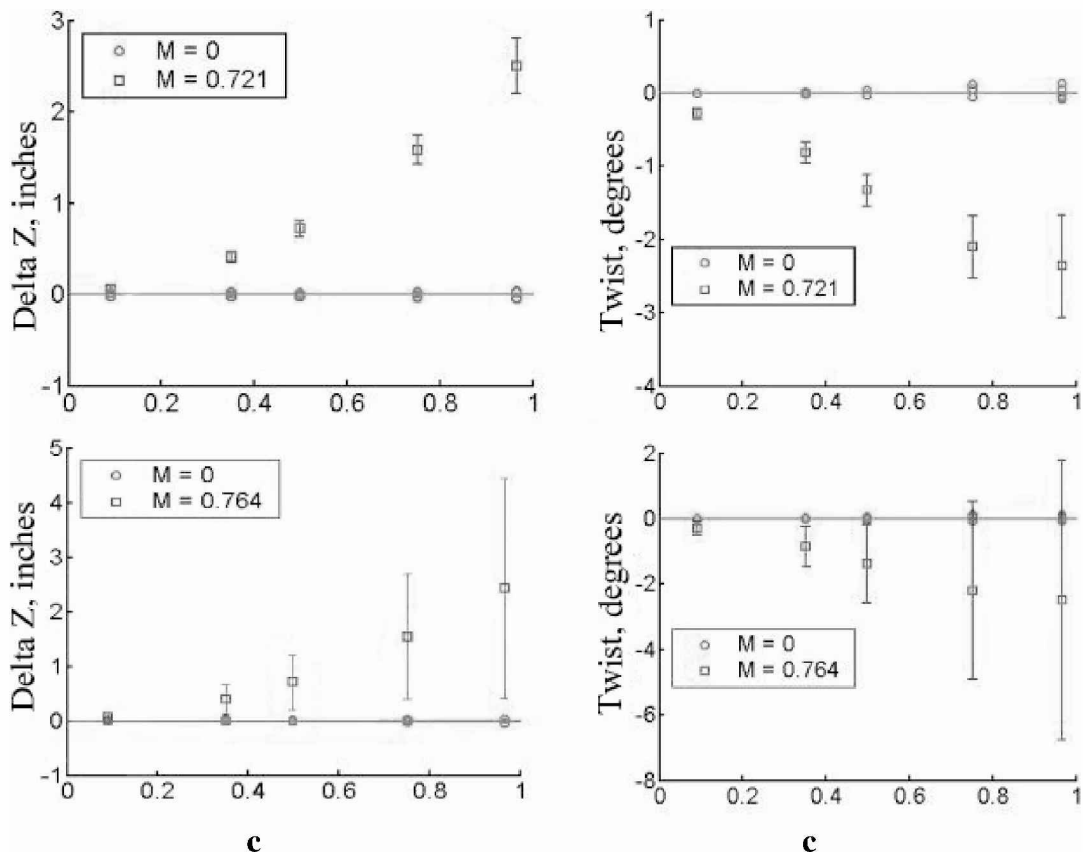 3
2
1
0
-1
Delta Z, inches
M = 0
M = 0.721
0 0.2 0.4 0.6 0.8 1
1
0
-1
-2
-3
-4
Twist, degrees
M = 0
M = 0.721
0 0.2 0.4 0.6 0.8 1
5
4
3
2
1
0
-1
Delta Z, inches
M = 0
M = 0.764
0 0.2 0.4 0.6 0.8 1
c
2
0
-2
-4
-6
-8
Twist, degrees
M = 0
M = 0.764
0 0.2 0.4 0.6 0.8 1
c